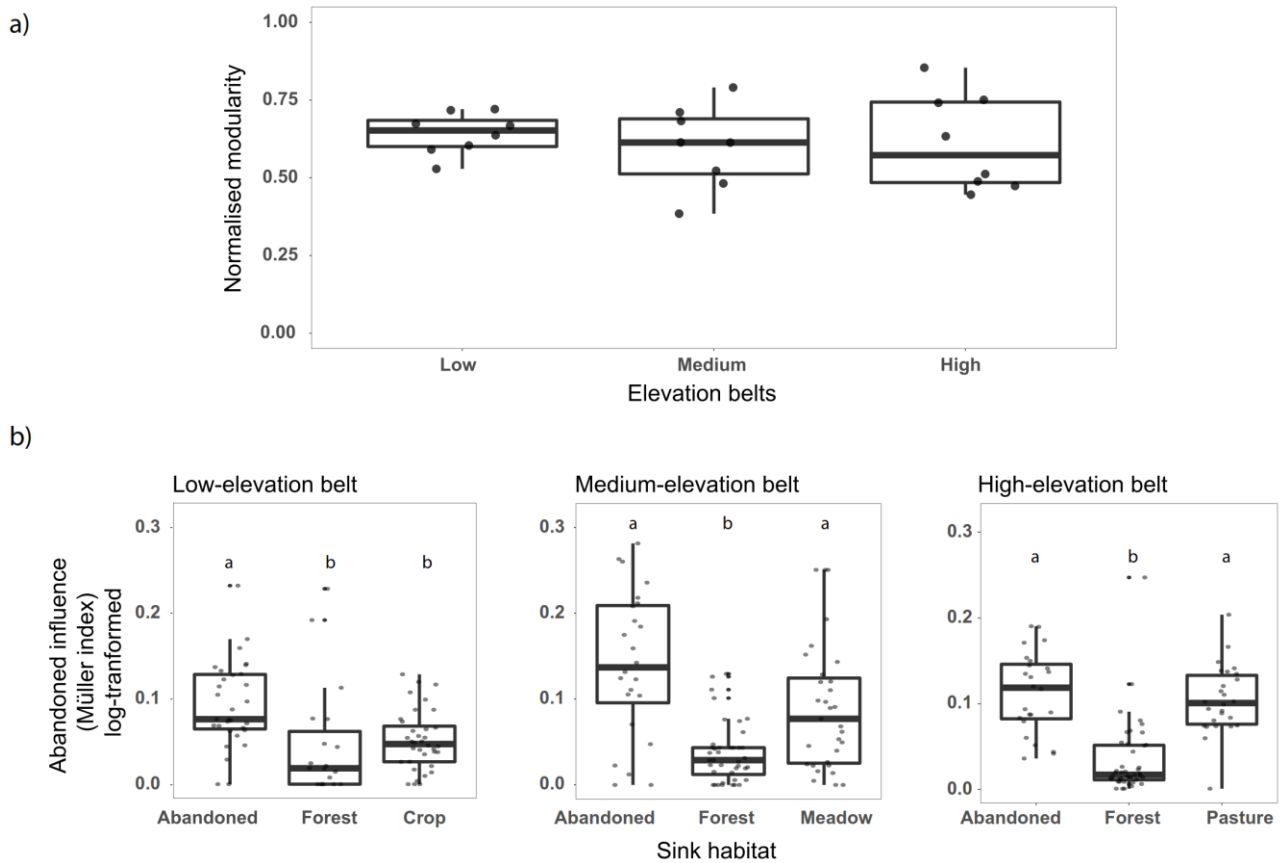 a)
Normalised modularity
1.00
0.75
0.50
0.25
0.00
Low Medium High
Elevation belts
b)
Low-elevation belt
Medium-elevation belt
High-elevation belt
Abandoned influence
(Müller index)
log-tranformed
0.3
0.2
0.1
0.0
a b b
Abandoned Forest Crop
0.3
0.2
0.1
0.0
a b a
Abandoned Forest Meadow
0.3
0.2
0.1
0.0
a b a
Abandoned Forest Pasture
Sink habitat